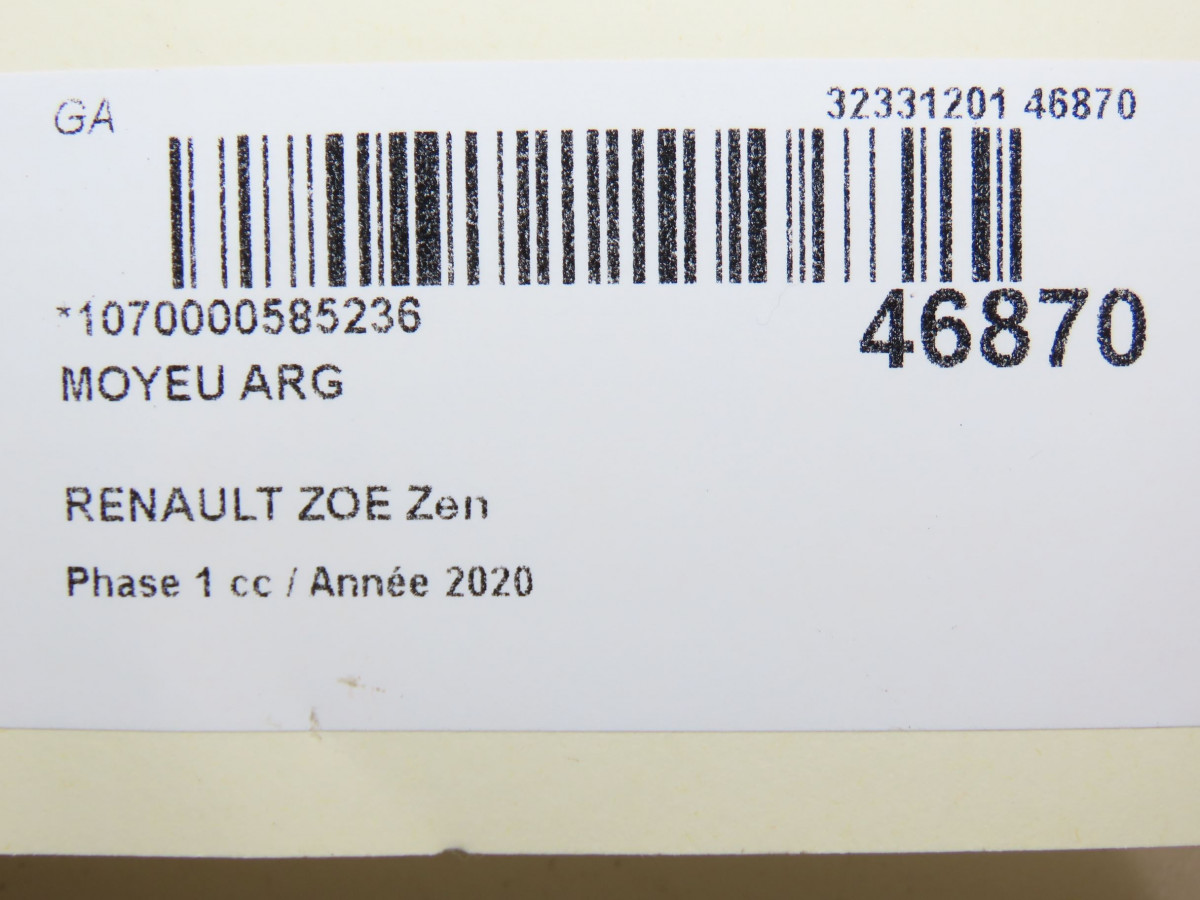 GA
32331201 46870
*1070000585236
46870
MOYEU ARG
RENAULT ZOE Zen
Phase 1 cc / Année 2020